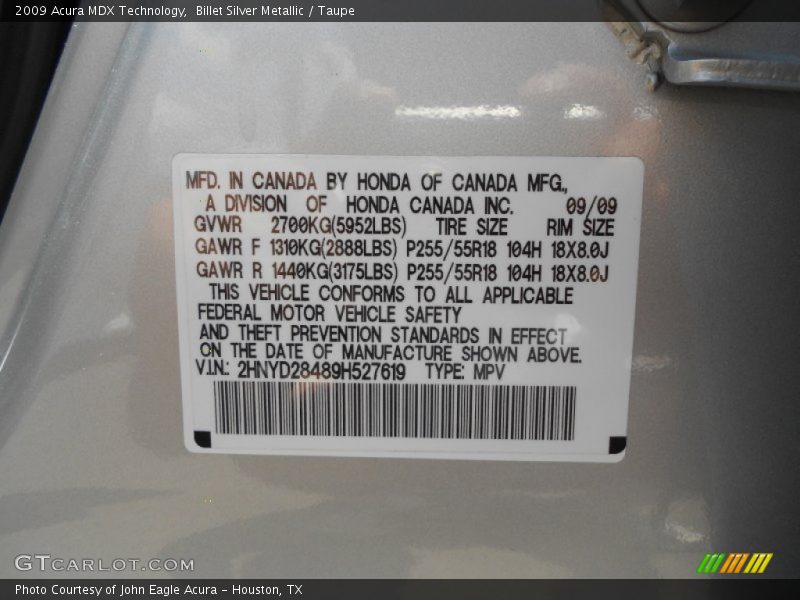 2009 Acura MDX Technology, Billet Silver Metallic / Taupe
MFD. IN CANADA BY HONDA OF CANADA MFG.,
A DIVISION OF HONDA CANADA INC. 09/09
GVWR 2700KG(5952LBS) TIRE SIZE RIM SIZE
GAWR F 1310KG(2888LBS) P255/55R18 104H 18X8.0J
GAWR R 1440KG(3175LBS) P255/55R18 104H 18X8.0J
THIS VEHICLE CONFORMS TO ALL APPLICABLE
FEDERAL MOTOR VEHICLE SAFETY
AND THEFT PREVENTION STANDARDS IN EFFECT
ON THE DATE OF MANUFACTURE SHOWN ABOVE.
V.I.N.: 2HNYD28489H527619 TYPE: MPV
GTCARLOT.COM
Photo Courtesy of John Eagle Acura - Houston, TX